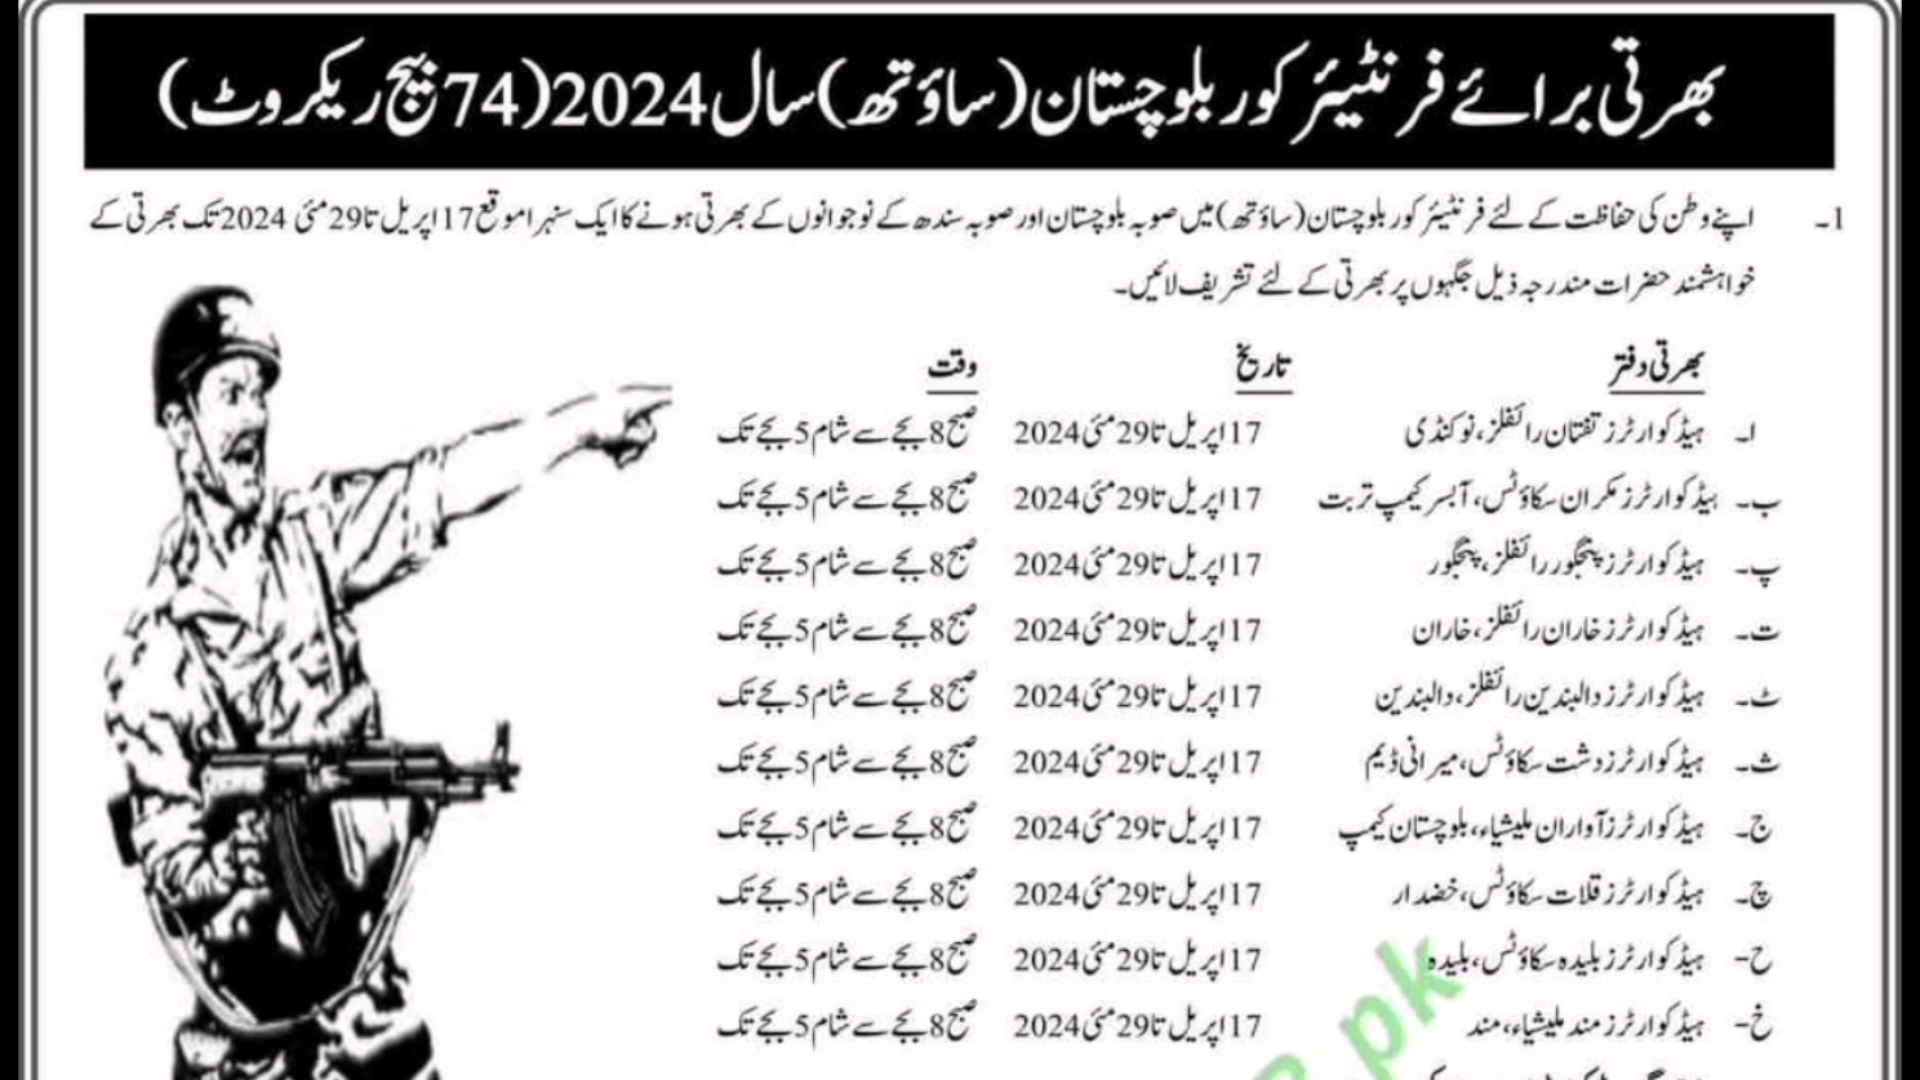 بھرتی برائے فرنٹیئر کور بلوچستان (ساؤتھ) سال 2024 (74 بیچ ریکروٹ)
1۔ اپنے وطن کی حفاظت کے لئے فرنٹیئر کور بلوچستان (ساؤتھ) میں صوبہ بلوچستان اور صوبہ سندھ کے نوجوانوں کے بھرتی ہونے کا ایک سنہرا موقع 17 اپریل تا 29 مئی 2024 تک بھرتی کے
خواہشمند حضرات مندرجہ ذیل جگہوں پر بھرتی کے لئے تشریف لائیں۔
بھرتی دفتر تاریخ وقت
ا۔ ہیڈ کوارٹرز تفتان رائفلز، نوکنڈی 17 اپریل تا 29 مئی 2024 صبح 8 بجے سے شام 5 بجے تک
ب۔ ہیڈ کوارٹرز مکران سکاؤٹس، آبسر کیمپ تربت 17 اپریل تا 29 مئی 2024 صبح 8 بجے سے شام 5 بجے تک
پ۔ ہیڈ کوارٹرز پنجگور رائفلز، پنجگور 17 اپریل تا 29 مئی 2024 صبح 8 بجے سے شام 5 بجے تک
ت۔ ہیڈ کوارٹرز خاران رائفلز، خاران 17 اپریل تا 29 مئی 2024 صبح 8 بجے سے شام 5 بجے تک
ٹ۔ ہیڈ کوارٹرز دالبندین رائفلز، دالبندین 17 اپریل تا 29 مئی 2024 صبح 8 بجے سے شام 5 بجے تک
ث۔ ہیڈ کوارٹرز دشت سکاؤٹس، میرانی ڈیم 17 اپریل تا 29 مئی 2024 صبح 8 بجے سے شام 5 بجے تک
ج۔ ہیڈ کوارٹرز آواران ملیشیاء، بلوچستان کیمپ 17 اپریل تا 29 مئی 2024 صبح 8 بجے سے شام 5 بجے تک
چ۔ ہیڈ کوارٹرز قلات سکاؤٹس، خضدار 17 اپریل تا 29 مئی 2024 صبح 8 بجے سے شام 5 بجے تک
ح- ہیڈ کوارٹرز بلیدہ سکاؤٹس، بلیدہ 17 اپریل تا 29 مئی 2024 صبح 8 بجے سے شام 5 بجے تک
خ- ہیڈ کوارٹرز مند ملیشیاء، مند 17 اپریل تا 29 مئی 2024 صبح 8 بجے سے شام 5 بجے تک
.pk